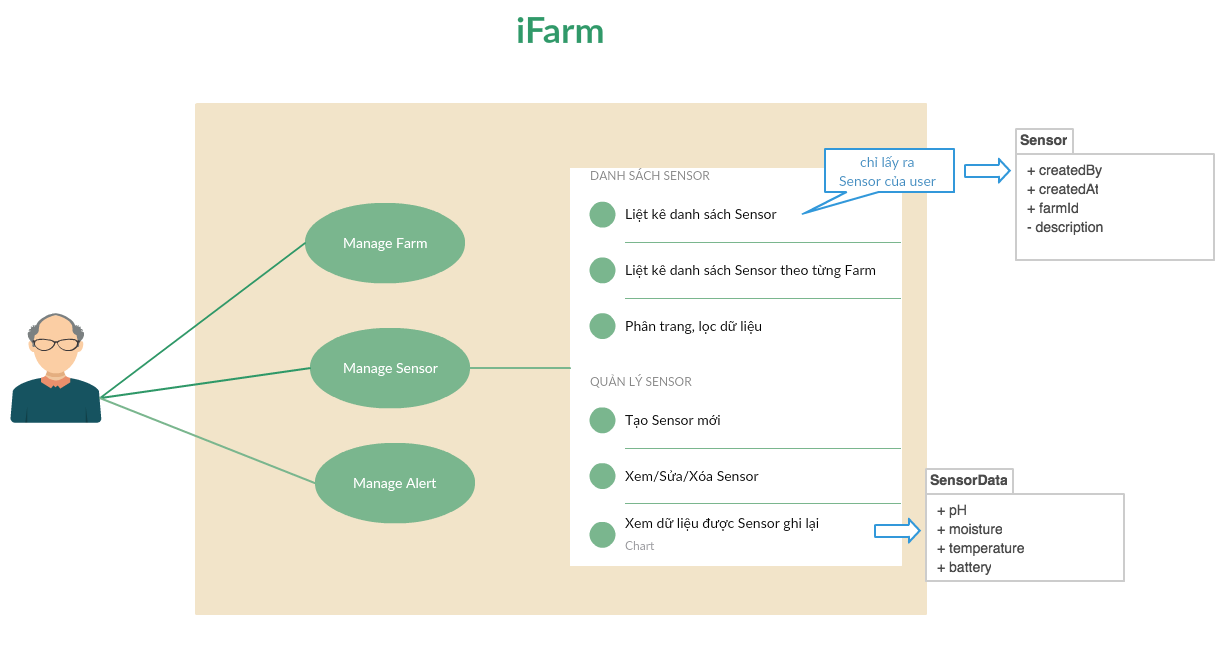 iFarm
Manage Farm
Manage Sensor
Manage Alert
DANH SÁCH SENSOR
Liệt kê danh sách Sensor
chỉ lấy ra
Sensor của user
Liệt kê danh sách Sensor theo từng Farm
Phân trang, lọc dữ liệu
QUẢN LÝ SENSOR
Tạo Sensor mới
Xem/Sửa/Xóa Sensor
Xem dữ liệu được Sensor ghi lại
Chart
Sensor
+ createdBy
+ createdAt
+ farmId
- description
SensorData
+ pH
+ moisture
+ temperature
+ battery